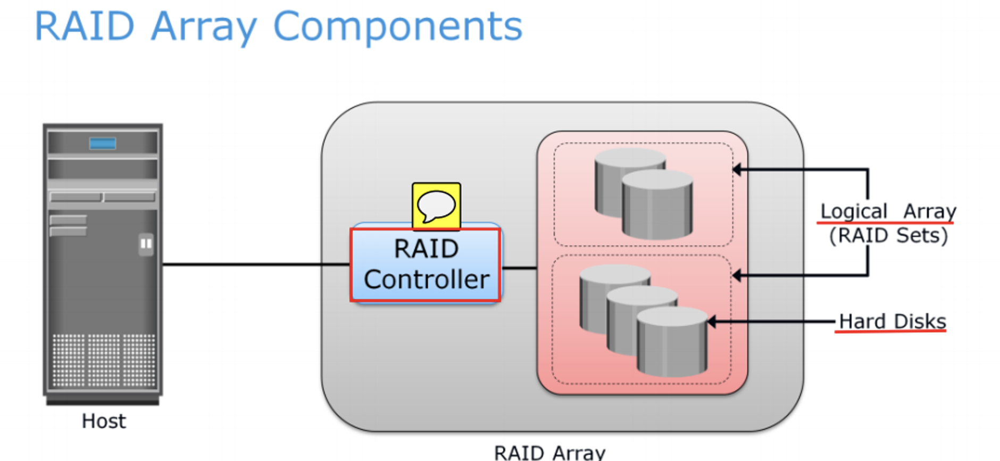 RAID Array Components
RAID
Controller
Logical Array
(RAID Sets)
Hard Disks
Host
RAID Array